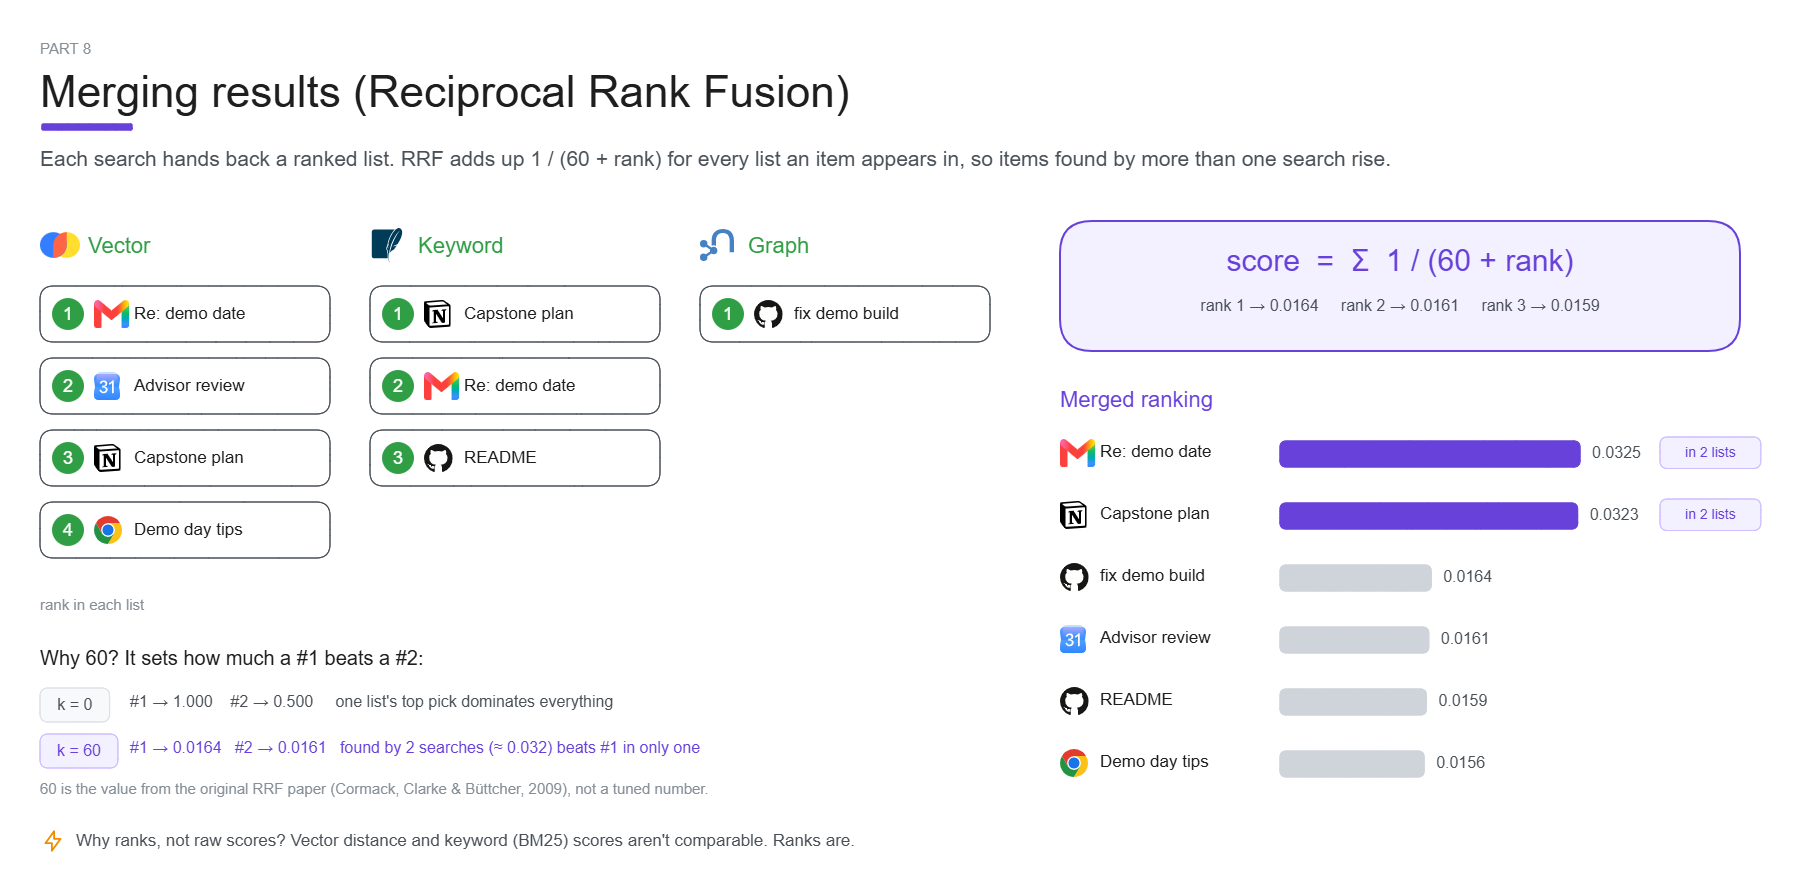 PART 8
Merging results (Reciprocal Rank Fusion)
Each search hands back a ranked list. RRF adds up 1 / (60 + rank) for every list an item appears in, so items found by more than one search rise.
Vector
1 Re: demo date
2 31 Advisor review
3 Capstone plan
4 Demo day tips
Keyword
1 Capstone plan
2 Re: demo date
3 README
Graph
1 fix demo build
rank in each list
Why 60? It sets how much a #1 beats a #2:
k = 0 #1 → 1.000 #2 → 0.500 one list's top pick dominates everything
k = 60 #1 → 0.0164 #2 → 0.0161 found by 2 searches (≈ 0.032) beats #1 in only one
60 is the value from the original RRF paper (Cormack, Clarke & Büttcher, 2009), not a tuned number.
Why ranks, not raw scores? Vector distance and keyword (BM25) scores aren't comparable. Ranks are.
score = Σ 1 / (60 + rank)
rank 1 → 0.0164 rank 2 → 0.0161 rank 3 → 0.0159
Merged ranking
Re: demo date 0.0325 in 2 lists
Capstone plan 0.0323 in 2 lists
fix demo build 0.0164
31 Advisor review 0.0161
README 0.0159
Demo day tips 0.0156